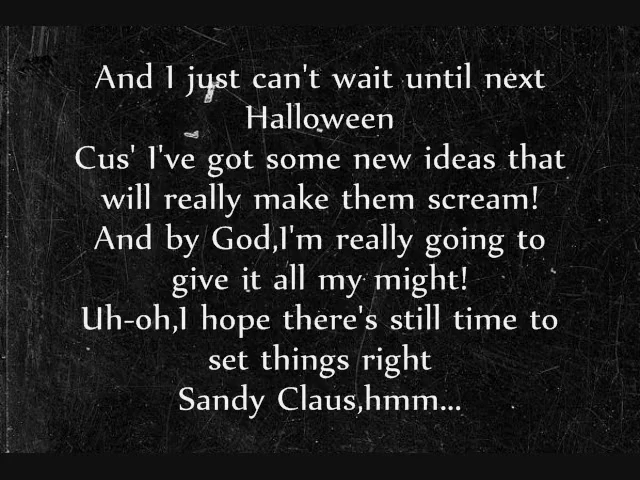 And I just can't wait until next
Halloween
Cus' I've got some new ideas that
will really make them scream!
And by God,I'm really going to
give it all my might!
Uh-oh,I hope there's still time to
set things right
Sandy Claus,hmm...